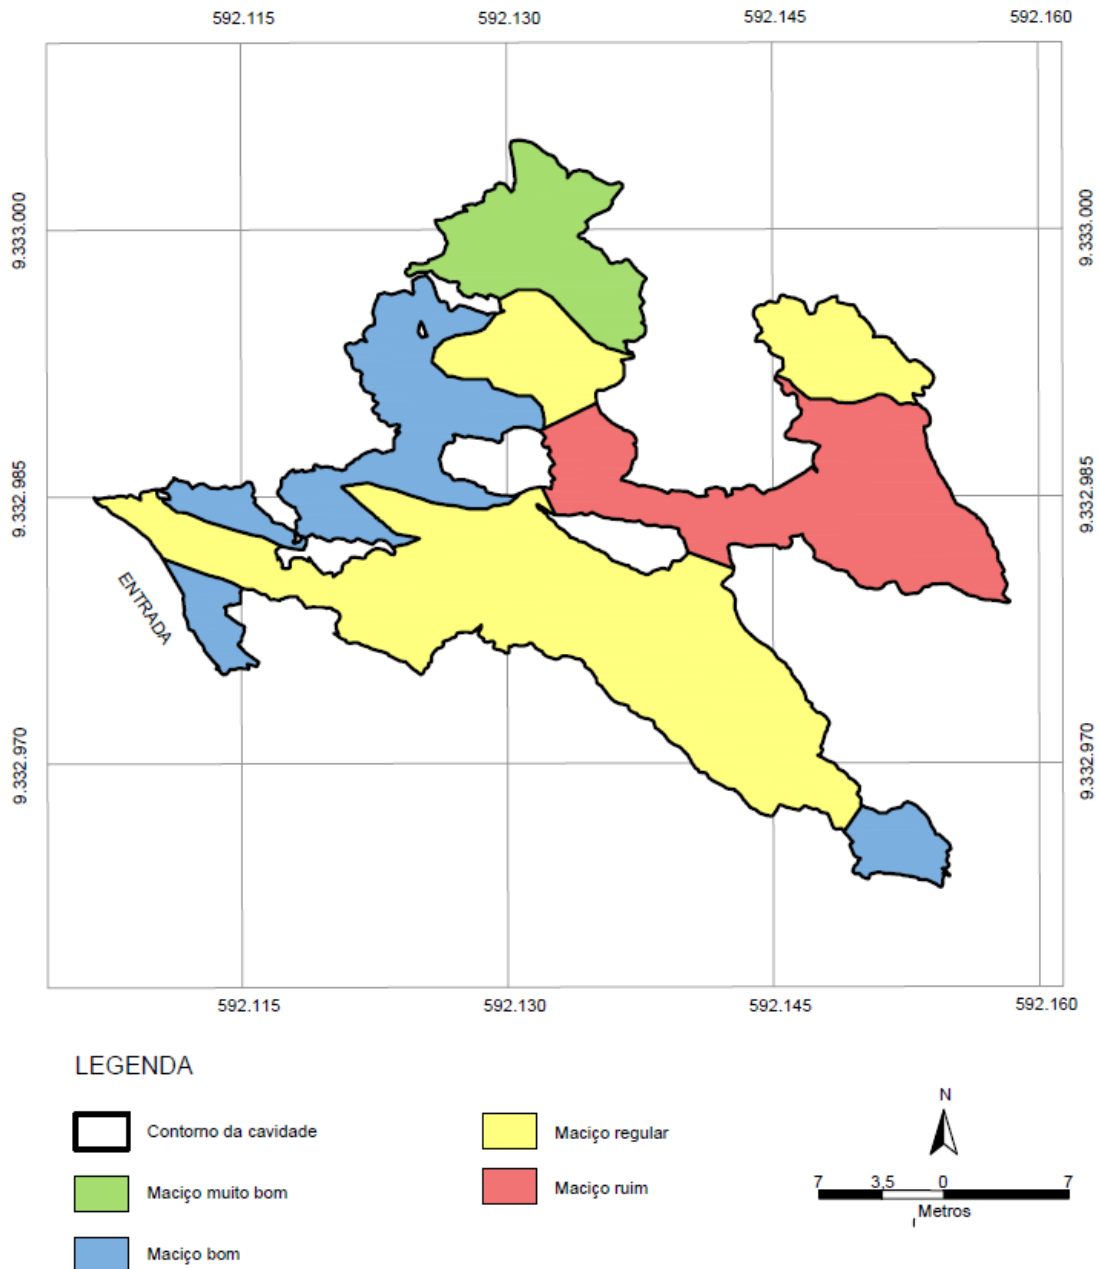 592.115 592.130 592.145 592.160
9.333.000 9.333.000
9.332.985 9.332.985
ENTRADA
9.332.970 9.332.970
592.115 592.130 592.145 592.160
LEGENDA
Contorno da cavidade
Maciço muito bom
Maciço bom
Maciço regular
Maciço ruim
N
7 3,5 0 7
Metros